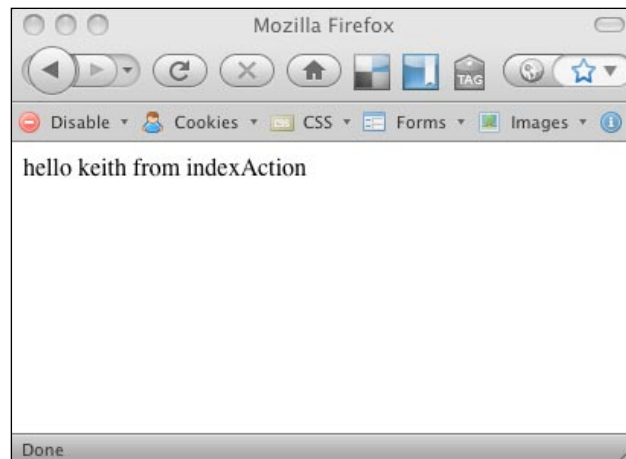 Mozilla Firefox
TAG
Disable Cookies CSS Forms Images
hello keith from indexAction
Done